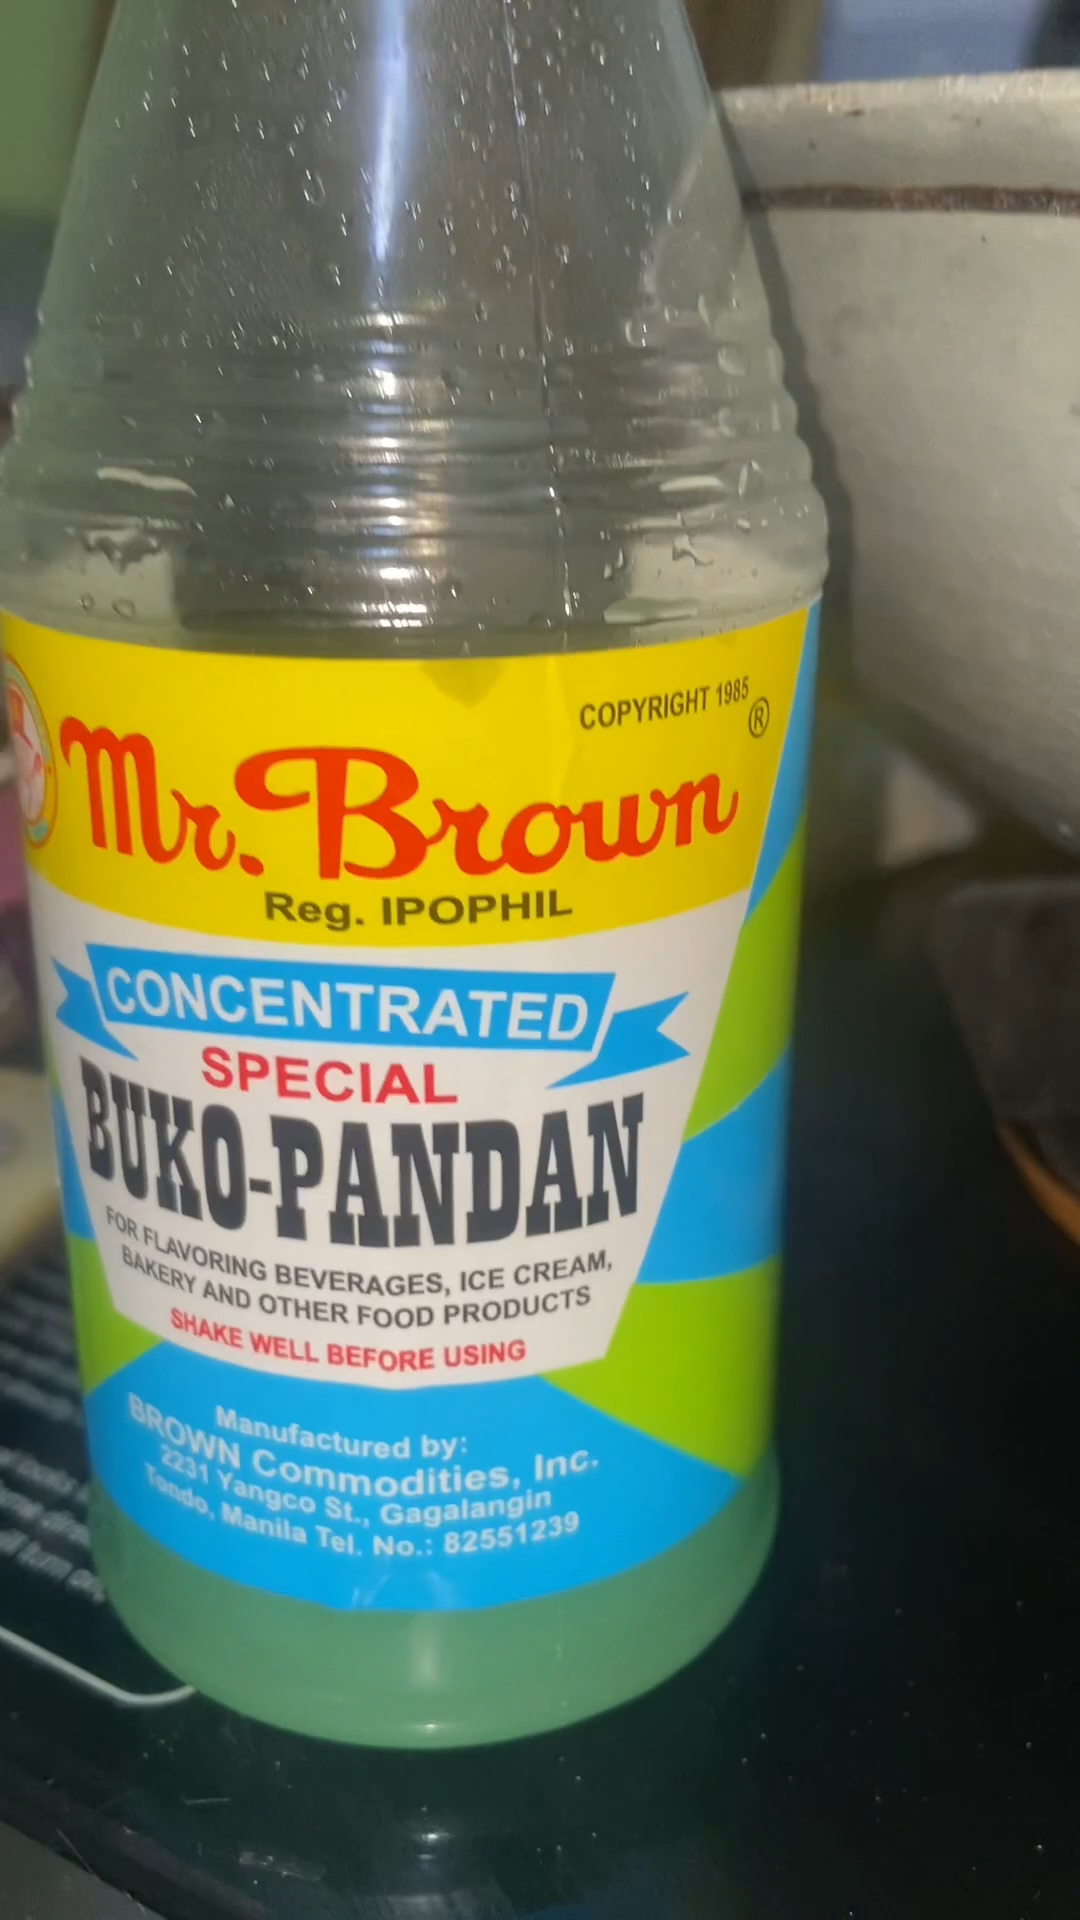 COPYRIGHT 1985
®
Mr. Brown
Reg. IPOPHIL
CONCENTRATED
SPECIAL
BUKO-PANDAN
FOR FLAVORING BEVERAGES, ICE CREAM,
BAKERY AND OTHER FOOD PRODUCTS
SHAKE WELL BEFORE USING
Manufactured by:
BROWN Commodities, Inc.
2231 Yangco St., Gagalangin
Tondo, Manila Tel. No.: 82551239